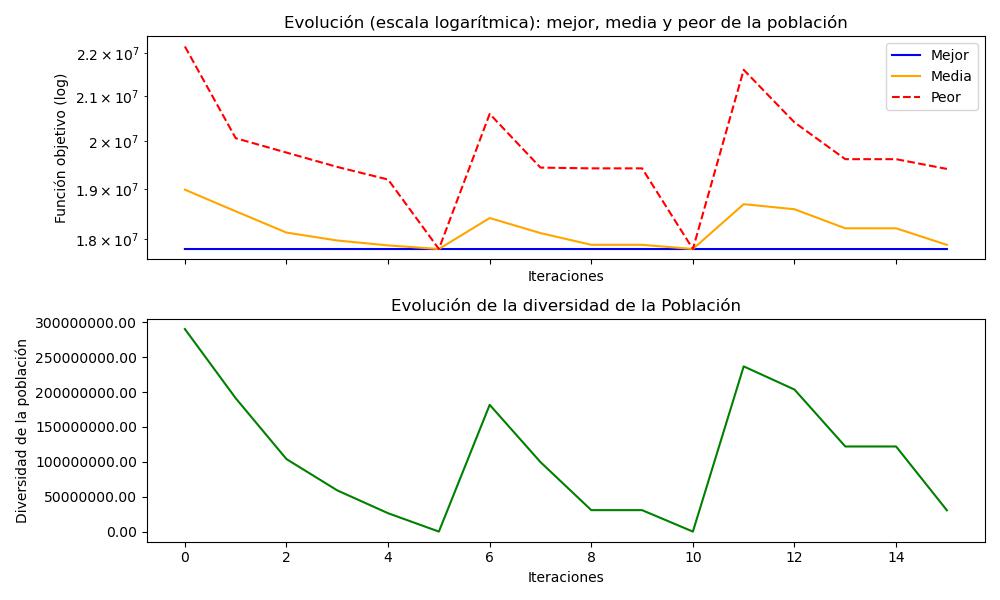 Evolución (escala logarítmica): mejor, media y peor de la población
2.2 × 10⁷
2.1 × 10⁷
2 × 10⁷
1.9 × 10⁷
1.8 × 10⁷
Función objetivo (log)
Mejor
Media
Peor
Iteraciones
Evolución de la diversidad de la Población
300000000.00
250000000.00
200000000.00
150000000.00
100000000.00
50000000.00
0.00
Diversidad de la población
0 2 4 6 8 10 12 14
Iteraciones